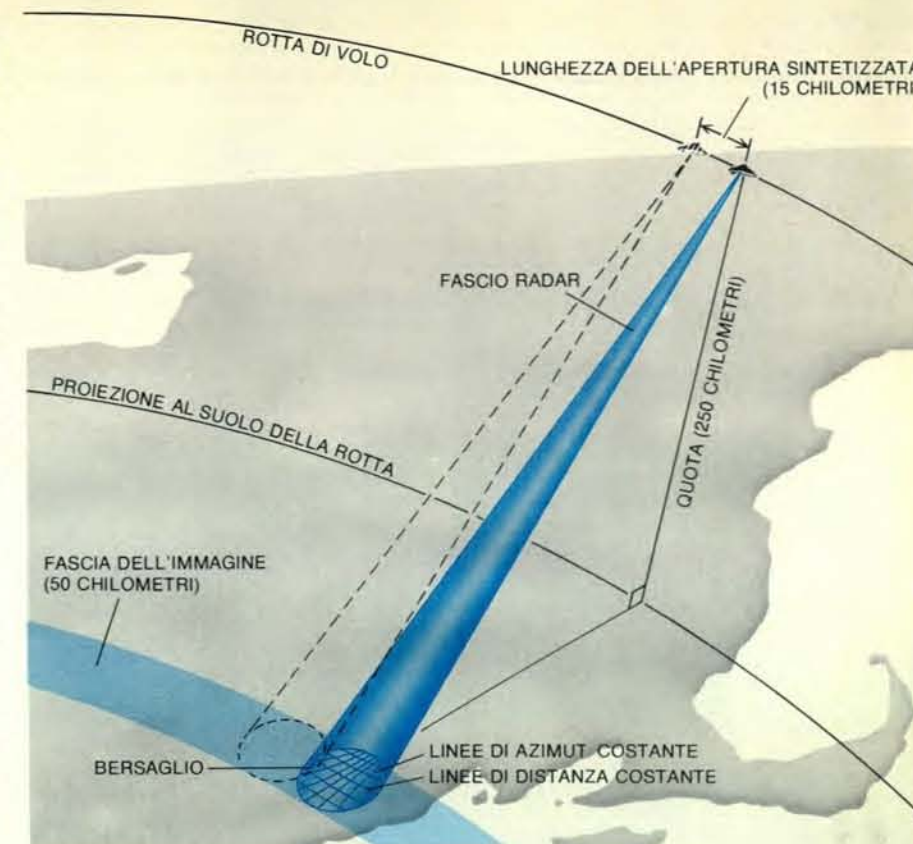 ROTTA DI VOLO
LUNGHEZZA DELL'APERTURA SINTETIZZATA
(15 CHILOMETRI
FASCIO RADAR
QUOTA (250 CHILOMETRI)
PROIEZIONE AL SUOLO DELLA ROTTA
FASCIA DELL'IMMAGINE
(50 CHILOMETRI)
BERSAGLIO
LINEE DI AZIMUT COSTANTE
LINEE DI DISTANZA COSTANTE